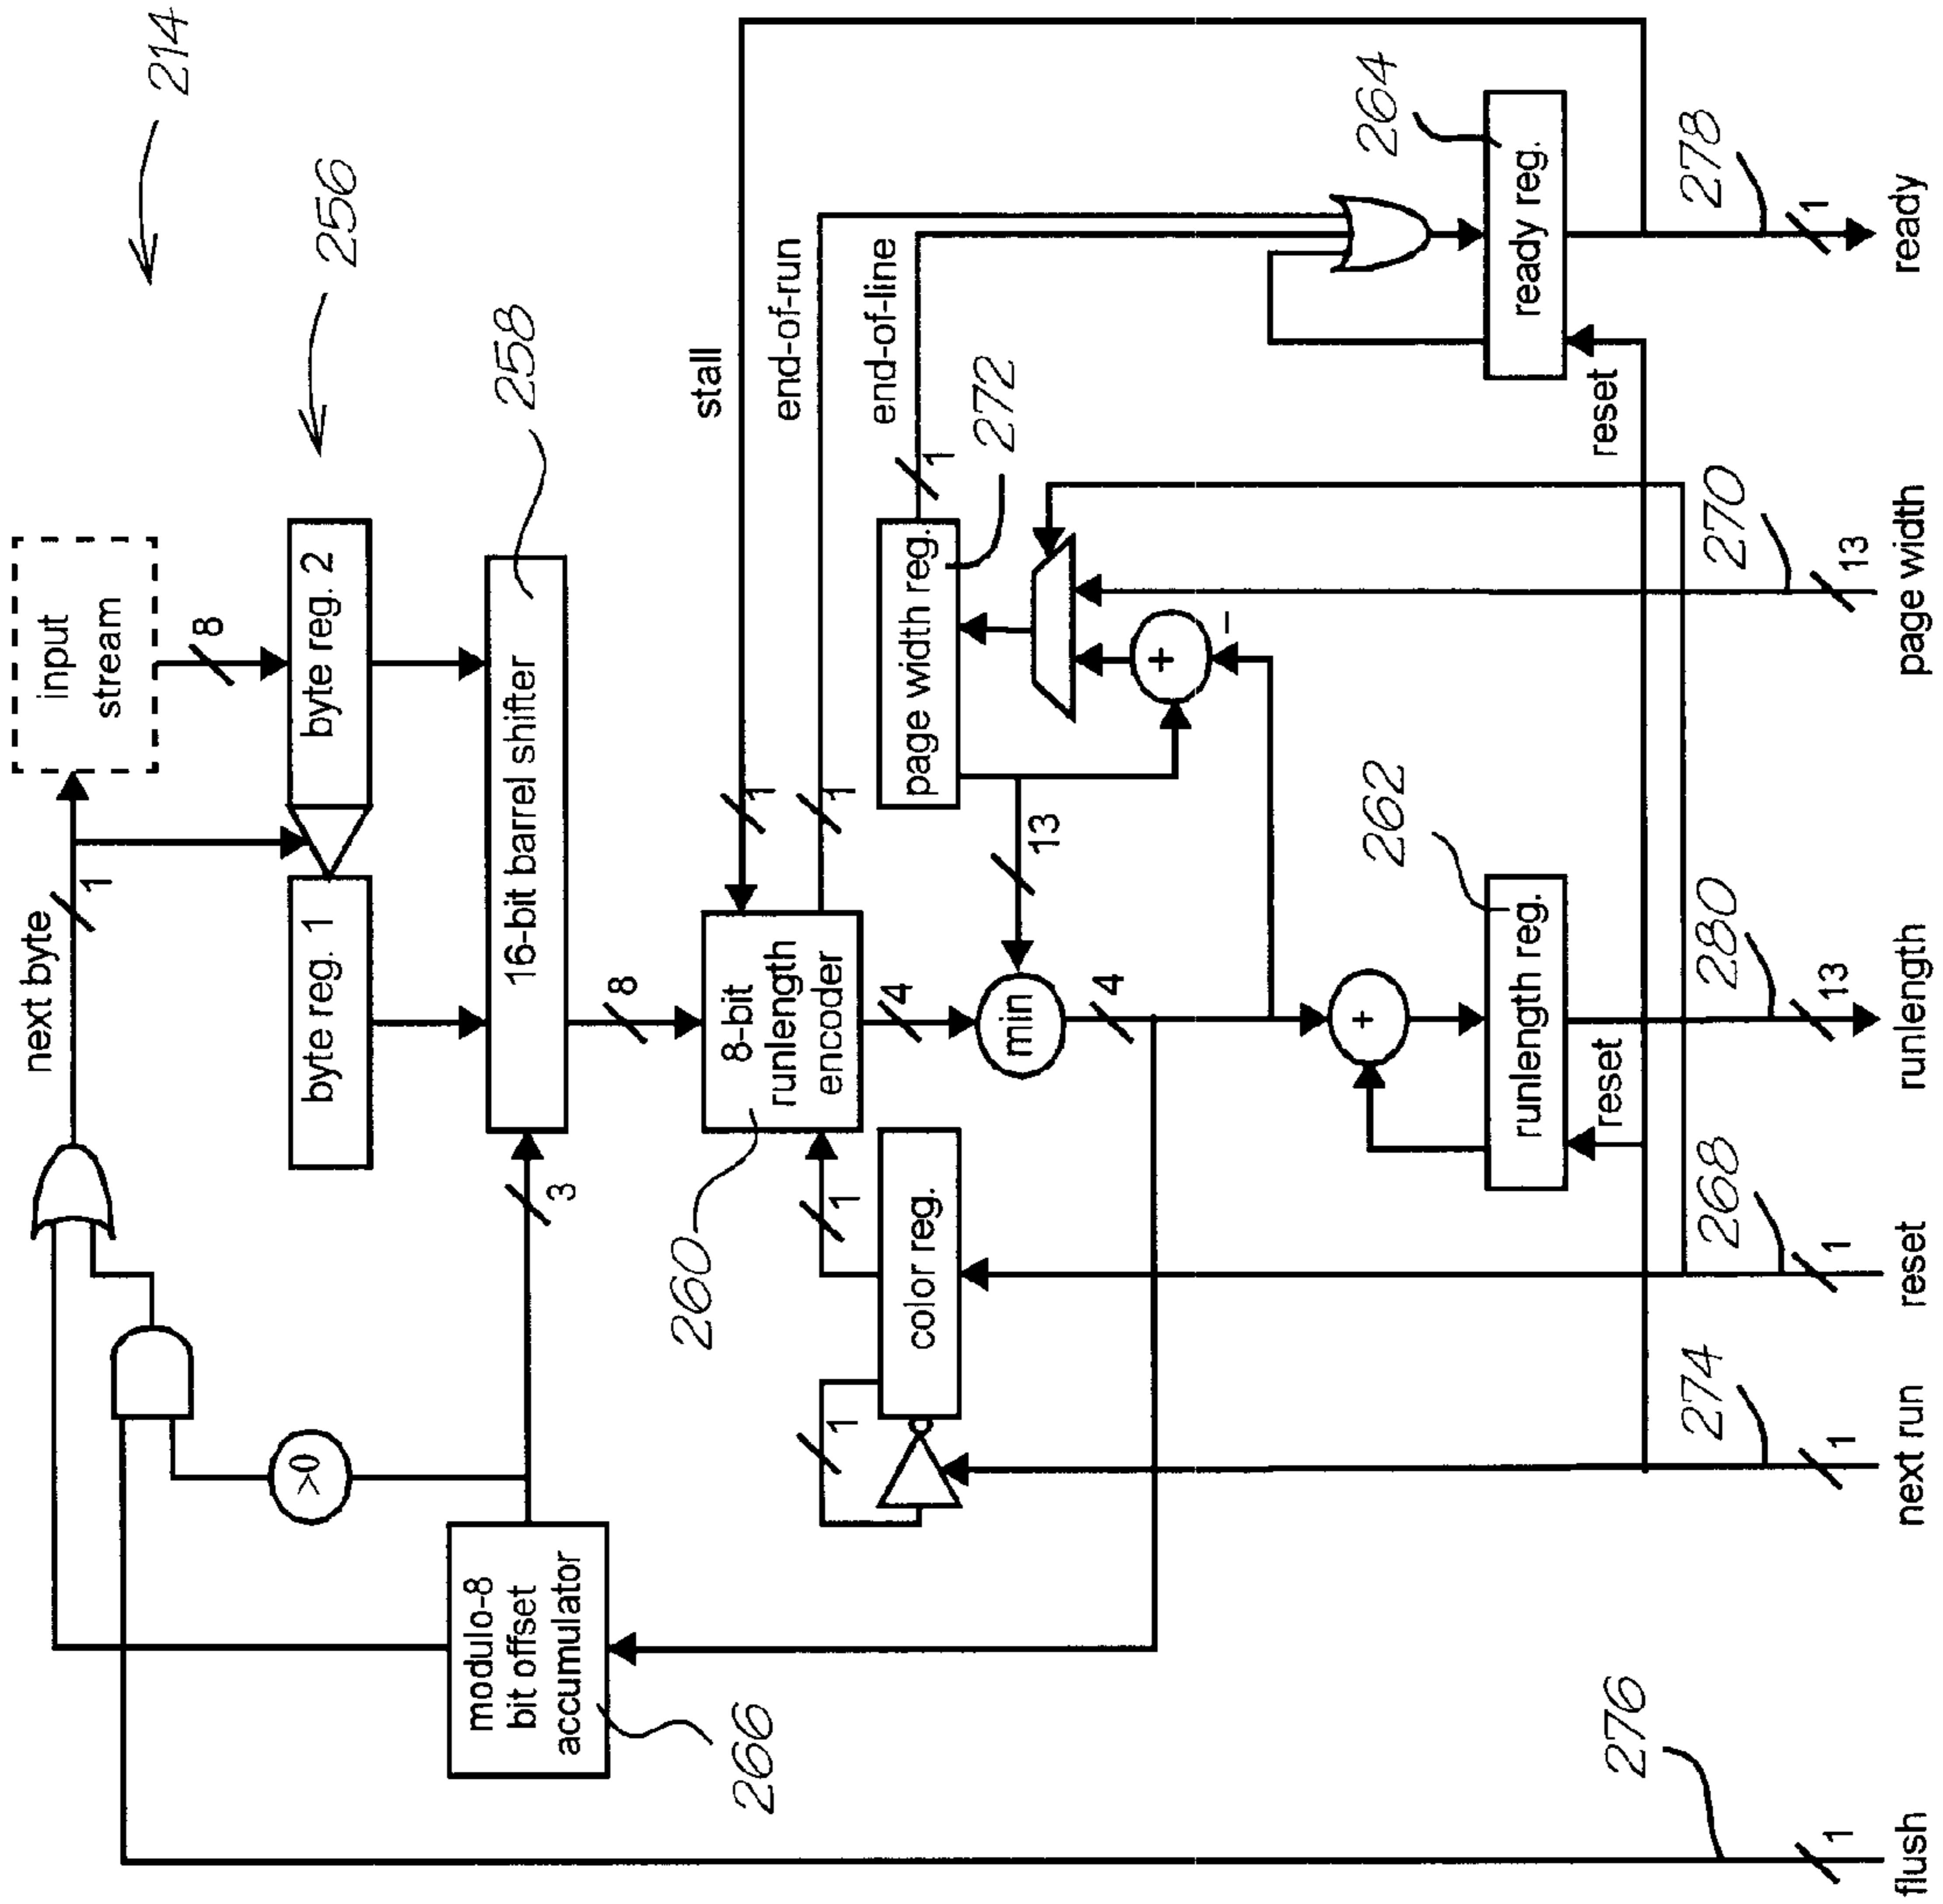 214
256
next byte
1
input
stream
8
byte reg. 1
byte reg. 2
258
16-bit barrel shifter
3
>0
modulo-8
bit offset
accumulator
266
8
stall
1
end-of-run
1
end-of-line
1
8-bit
runlength
encoder
260
4
min
4
13
page width reg.
272
+
−
color reg.
1
1
+
runlength reg.
262
reset
ready reg.
264
reset
276
1
flush
274
1
next run
268
1
reset
280
13
runlength
270
13
page width
278
1
ready